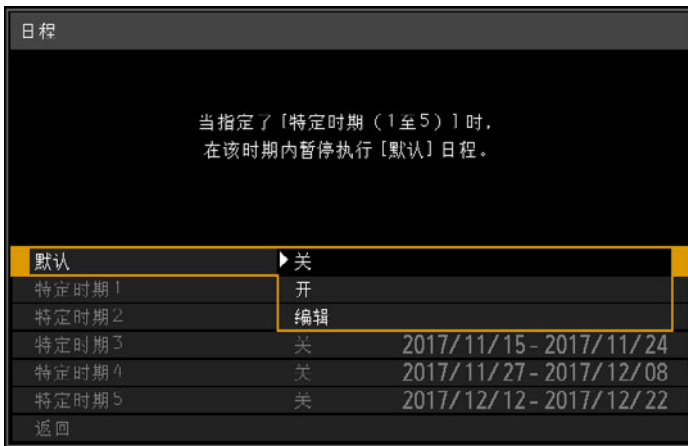 日程
当指定了 [特定时期（1至5）] 时，
在该时期内暂停执行 [默认] 日程。
默认 ▶关
特定时期1 开
特定时期2 编辑
特定时期3 关 2017/11/15-2017/11/24
特定时期4 关 2017/11/27-2017/12/08
特定时期5 关 2017/12/12-2017/12/22
返回